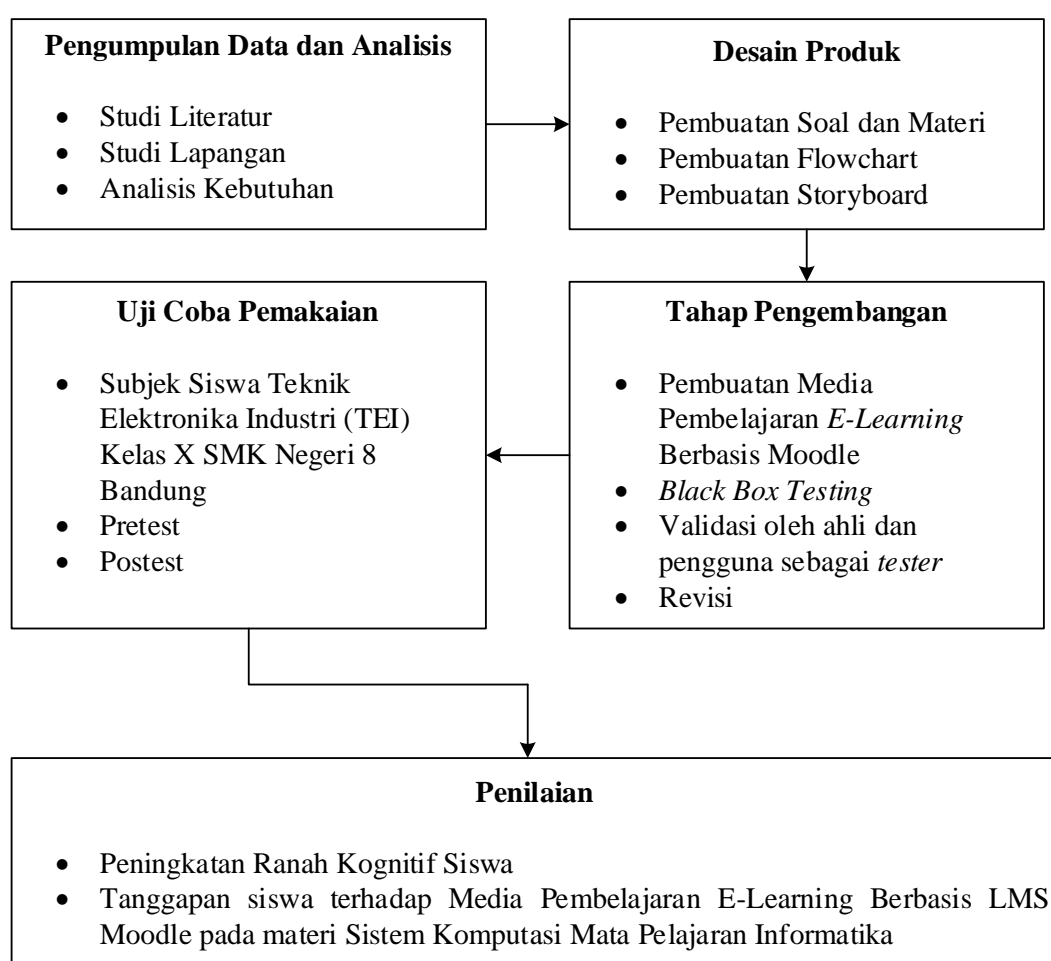 Pengumpulan Data dan Analisis
• Studi Literatur
• Studi Lapangan
• Analisis Kebutuhan
Desain Produk
• Pembuatan Soal dan Materi
• Pembuatan Flowchart
• Pembuatan Storyboard
Tahap Pengembangan
• Pembuatan Media
Pembelajaran E-Learning
Berbasis Moodle
• Black Box Testing
• Validasi oleh ahli dan
pengguna sebagai tester
• Revisi
Uji Coba Pemakaian
• Subjek Siswa Teknik
Elektronika Industri (TEI)
Kelas X SMK Negeri 8
Bandung
• Pretest
• Postest
Penilaian
• Peningkatan Ranah Kognitif Siswa
• Tanggapan siswa terhadap Media Pembelajaran E-Learning Berbasis LMS
Moodle pada materi Sistem Komputasi Mata Pelajaran Informatika